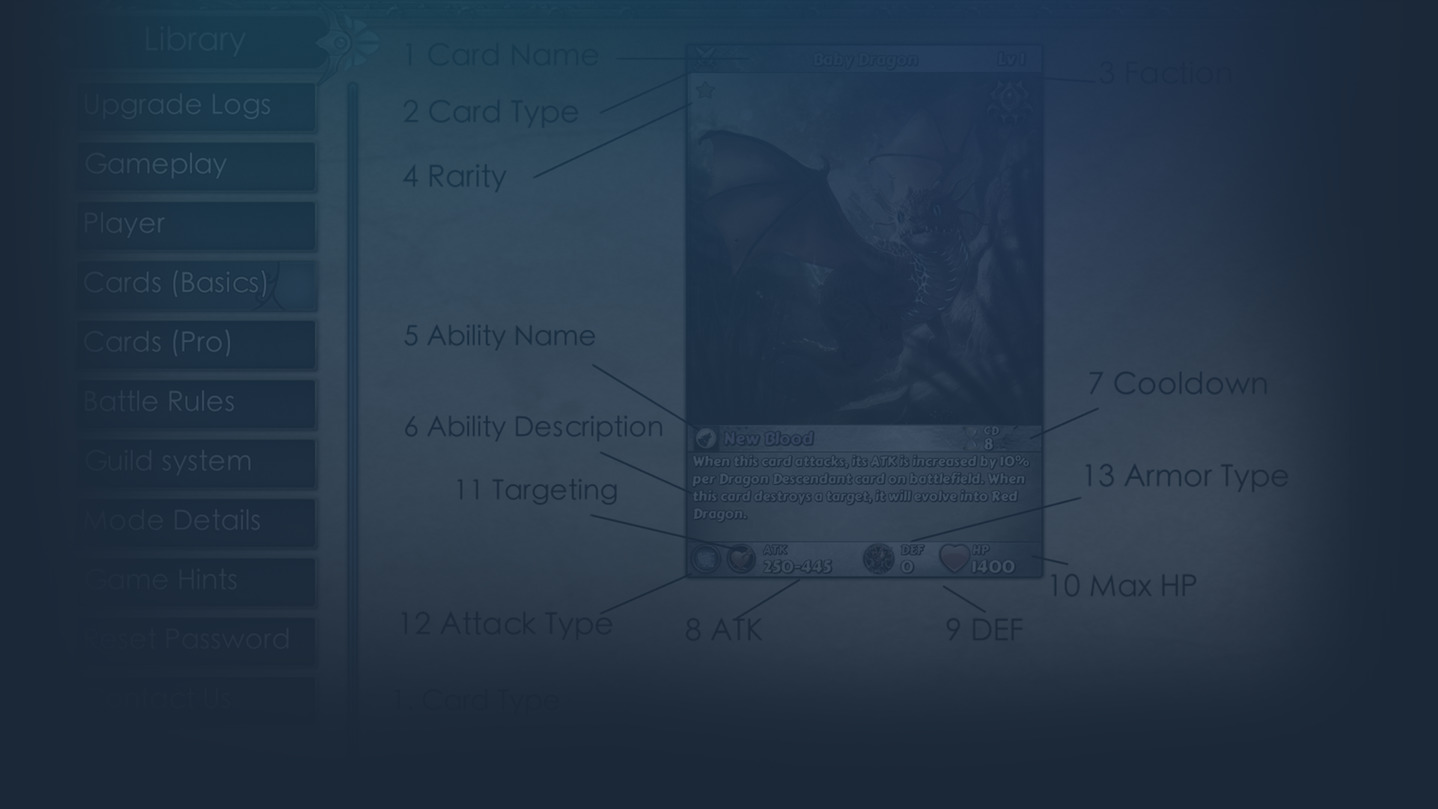 Library
Upgrade Logs
Gameplay
Player
Cards (Basics)
Cards (Pro)
Battle Rules
Guild system
Mode Details
Game Hints
Reset Password
Contact Us
1 Card Name
2 Card Type
4 Rarity
3 Faction
Baby Dragon Lv 1
5 Ability Name
6 Ability Description
11 Targeting
7 Cooldown
13 Armor Type
New Blood CD 8
When this card attacks, its ATK is increased by 10%
per Dragon Descendant card on battlefield. When
this card destroys a target, it will evolve into Red
Dragon.
ATK 250-445
DEF 0
HP 1400
10 Max HP
12 Attack Type
8 ATK
9 DEF
1. Card Type